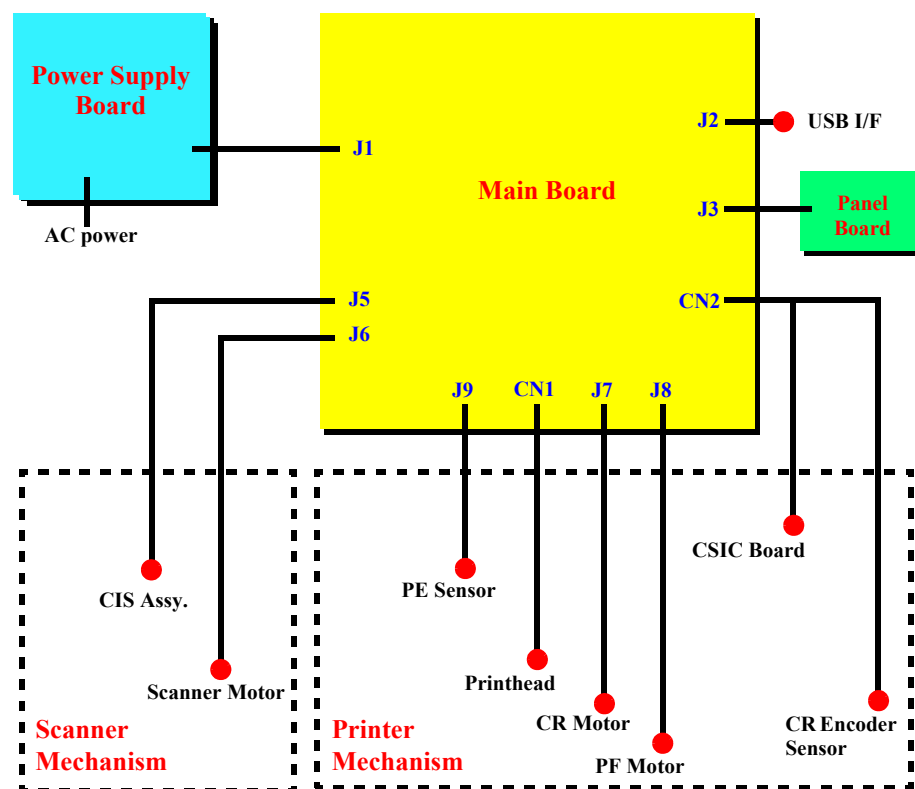 Power Supply
Board
J1
AC power
Main Board
J2
USB I/F
J3
Panel
Board
J5
J6
CN2
J9
CN1
J7
J8
CSIC Board
PE Sensor
CIS Assy.
Printhead
Scanner Motor
CR Motor
PF Motor
CR Encoder
Sensor
Scanner
Mechanism
Printer
Mechanism